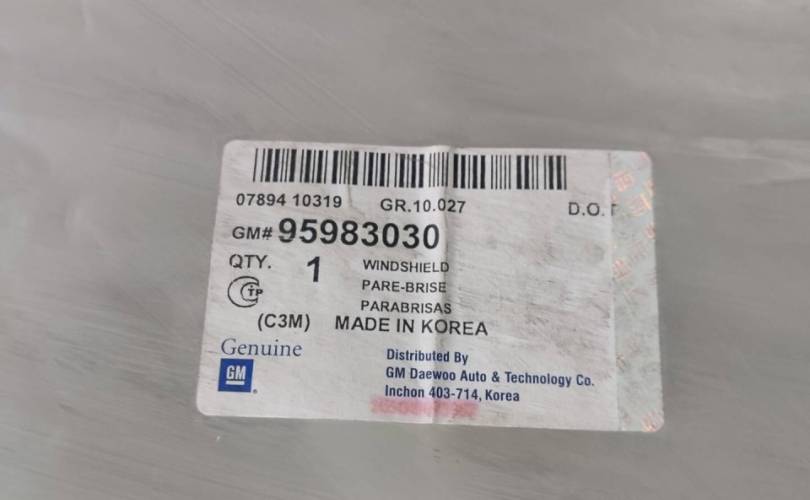 07894 10319 GR.10.027 D.O.T
GM# 95983030
QTY. 1 WINDSHIELD
PARE-BRISE
PARABRISAS
(C3M) MADE IN KOREA
Genuine
GM
Distributed By
GM Daewoo Auto & Technology Co.
Inchon 403-714, Korea